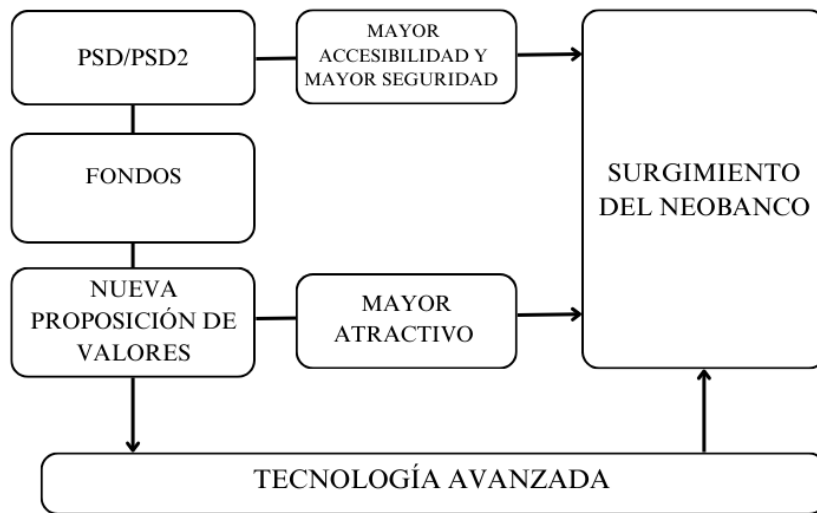 PSD/PSD2
MAYOR
ACCESIBILIDAD Y
MAYOR SEGURIDAD
FONDOS
SURGIMIENTO
DEL NEOBANCO
NUEVA
PROPOSICIÓN DE
VALORES
MAYOR
ATRACTIVO
TECNOLOGÍA AVANZADA